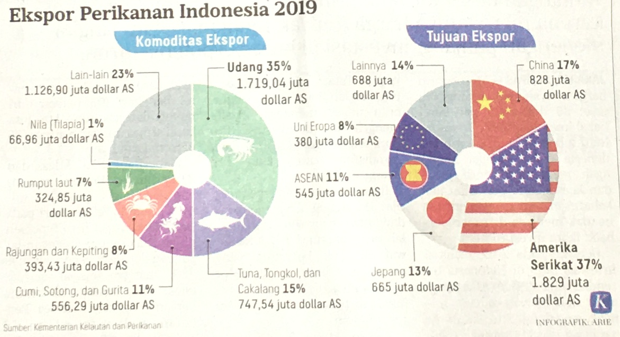 Ekspor Perikanan Indonesia 2019
Komoditas Ekspor
Lain-lain 23%
1.126,90 juta dollar AS
Udang 35%
1.719,04 juta
dollar AS
Nila (Tilapia) 1%
66,96 juta dollar AS
Rumput laut 7%
324,85 juta
dollar AS
Rajungan dan Kepiting 8%
393,43 juta dollar AS
Cumi, Sotong, dan Gurita 11%
556,29 juta dollar AS
Tuna, Tongkol, dan
Cakalang 15%
747,54 juta dollar AS
Tujuan Ekspor
Lainnya 14%
688 juta
dollar AS
China 17%
828 juta
dollar AS
Uni Eropa 8%
380 juta dollar AS
ASEAN 11%
545 juta dollar AS
Jepang 13%
665 juta dollar AS
Amerika
Serikat 37%
1.829 juta
dollar AS
K
Sumber: Kementerian Kelautan dan Perikanan
INFOGRAFIK: ARIE